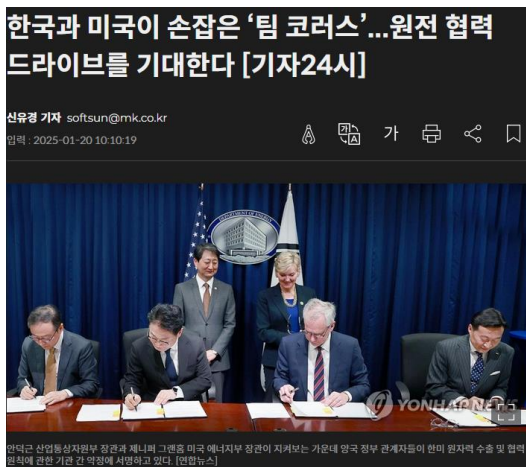 한국과 미국이 손잡은 ‘팀 코러스’…원전 협력
드라이브를 기대한다 [기자24시]
신유경 기자 softsun@mk.co.kr
입력 : 2025-01-20 10:10:19
가
A
가
DEPARTMENT OF ENERGY
YONHAP NEWS
안덕근 산업통상자원부 장관과 제니퍼 그랜홈 미국 에너지부 장관이 지켜보는 가운데 양국 정부 관계자들이 한미 원자력 수출 및 협력
원칙에 관한 기관 간 약정에 서명하고 있다. [연합뉴스]